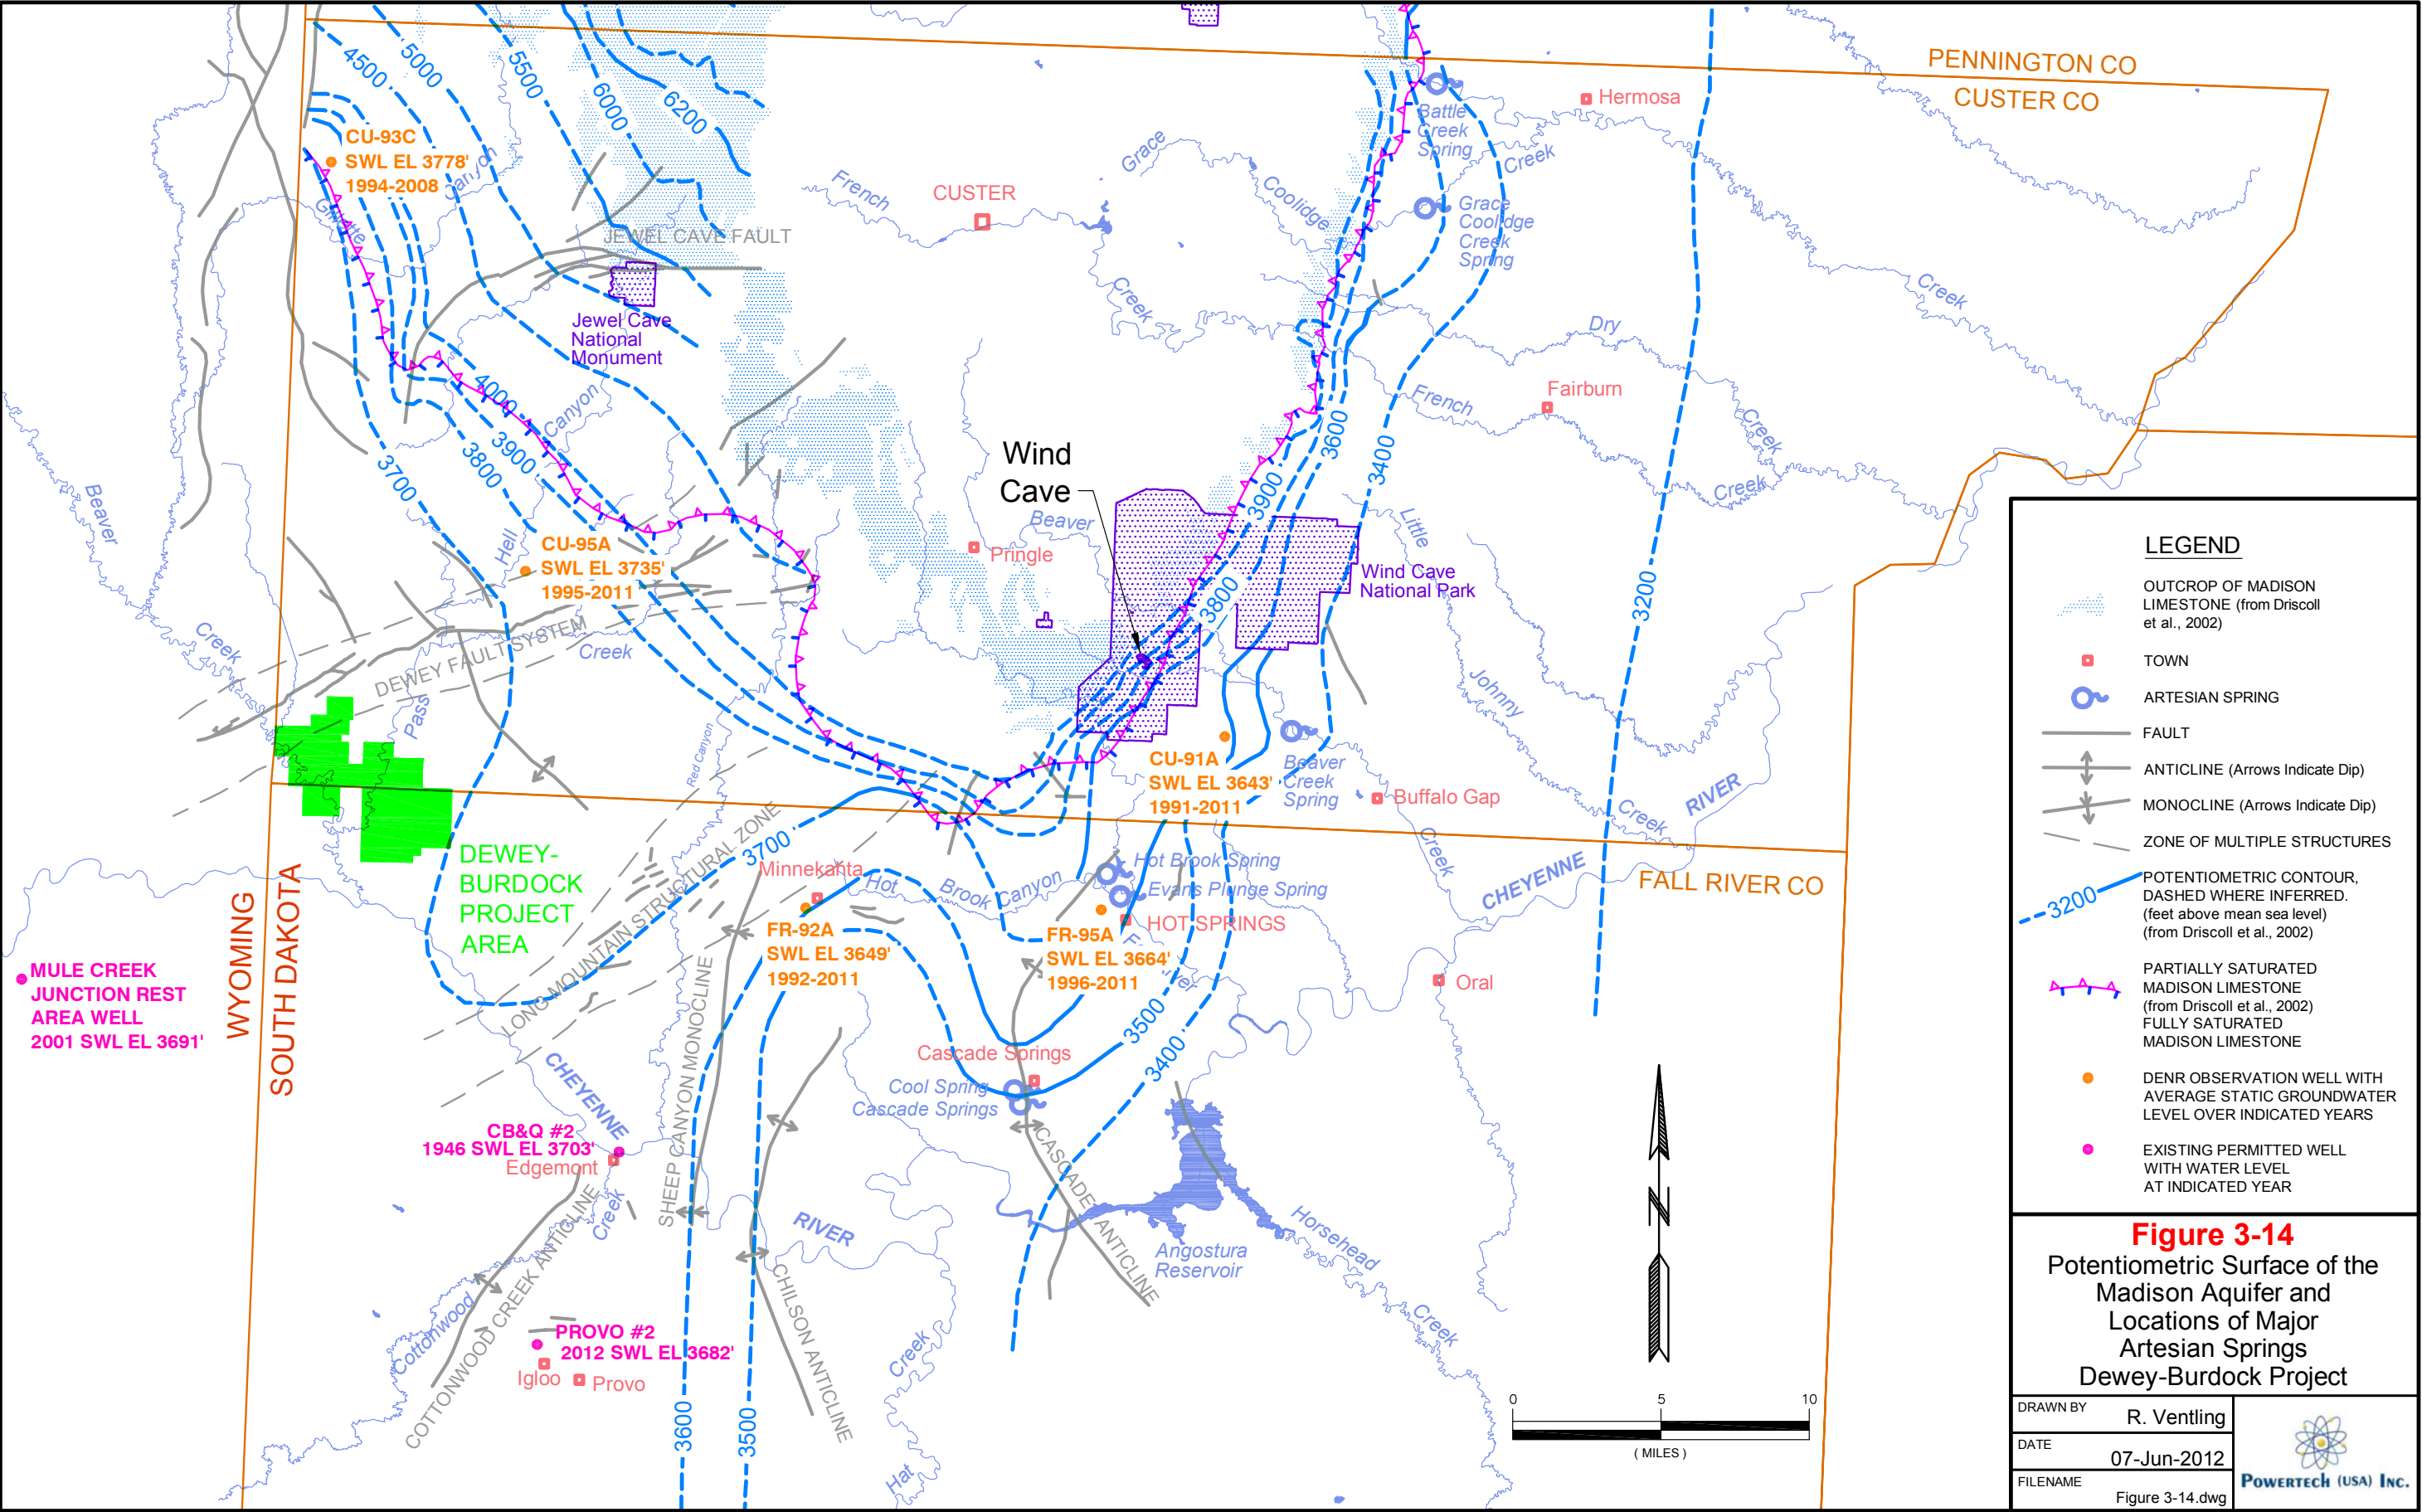 PENNINGTON CO
CUSTER CO
4500
5000
5500
6000
6200
CU-93C
SWL EL 3778'
1994-2008
Canyon
Gillette
JEWEL CAVE FAULT
Jewel Cave
National
Monument
French
Creek
CUSTER
Grace
Coolidge
Creek
Battle
Creek
Spring
Hermosa
Grace
Coolidge
Creek
Spring
Creek
Dry
Creek
French
Creek
Fairburn
4000
3900
3800
3700
Canyon
Hell
Beaver
Creek
CU-95A
SWL EL 3735'
1995-2011
DEWEY FAULT SYSTEM
Creek
Pass
Wind
Cave
Beaver
Pringle
3600
3400
3900
3800
3200
Wind Cave
National Park
Little
Johnny
Creek
Red Canyon
CU-91A
SWL EL 3643'
1991-2011
Beaver
Creek
Spring
Buffalo Gap
Creek
CHEYENNE
RIVER
FALL RIVER CO
DEWEY-
BURDOCK
PROJECT
AREA
WYOMING
SOUTH DAKOTA
MULE CREEK
JUNCTION REST
AREA WELL
2001 SWL EL 3691'
LONG MOUNTAIN STRUCTURAL ZONE
3700
Minnekahta
Hot
Brook
Canyon
Hot Brook Spring
Evans Plunge Spring
HOT SPRINGS
FR-92A
SWL EL 3649'
1992-2011
FR-95A
SWL EL 3664'
1996-2011
Oral
3500
3400
Cascade Springs
Cool Spring
Cascade Springs
SHEEP CANYON MONOCLINE
CHEYENNE
CB&Q #2
1946 SWL EL 3703'
Edgemont
Creek
Cottonwood
COTTONWOOD CREEK ANTICLINE
RIVER
CHILSON ANTICLINE
CASCADE ANTICLINE
Angostura
Reservoir
Horsehead
Creek
PROVO #2
2012 SWL EL 3682'
Igloo
Provo
Creek
Hat
3600
3500
N
0 5 10
( MILES )
LEGEND
OUTCROP OF MADISON
LIMESTONE (from Driscoll
et al., 2002)
TOWN
ARTESIAN SPRING
FAULT
ANTICLINE (Arrows Indicate Dip)
MONOCLINE (Arrows Indicate Dip)
ZONE OF MULTIPLE STRUCTURES
3200
POTENTIOMETRIC CONTOUR,
DASHED WHERE INFERRED.
(feet above mean sea level)
(from Driscoll et al., 2002)
PARTIALLY SATURATED
MADISON LIMESTONE
(from Driscoll et al., 2002)
FULLY SATURATED
MADISON LIMESTONE
DENR OBSERVATION WELL WITH
AVERAGE STATIC GROUNDWATER
LEVEL OVER INDICATED YEARS
EXISTING PERMITTED WELL
WITH WATER LEVEL
AT INDICATED YEAR
Figure 3-14
Potentiometric Surface of the
Madison Aquifer and
Locations of Major
Artesian Springs
Dewey-Burdock Project
DRAWN BY R. Ventling
DATE 07-Jun-2012
FILENAME Figure 3-14.dwg
POWERTECH (USA) INC.